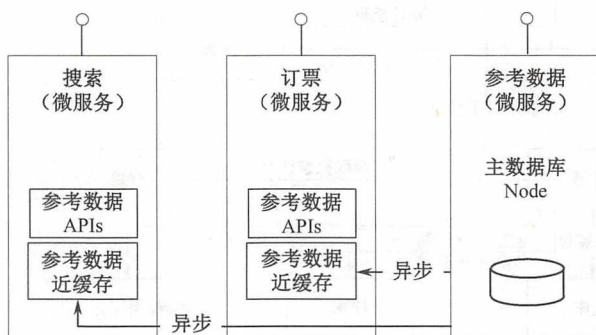 搜索
（微服务）
参考数据
APIs
参考数据
近缓存
订票
（微服务）
参考数据
APIs
参考数据
近缓存
参考数据
（微服务）
主数据库
Node
异步
异步